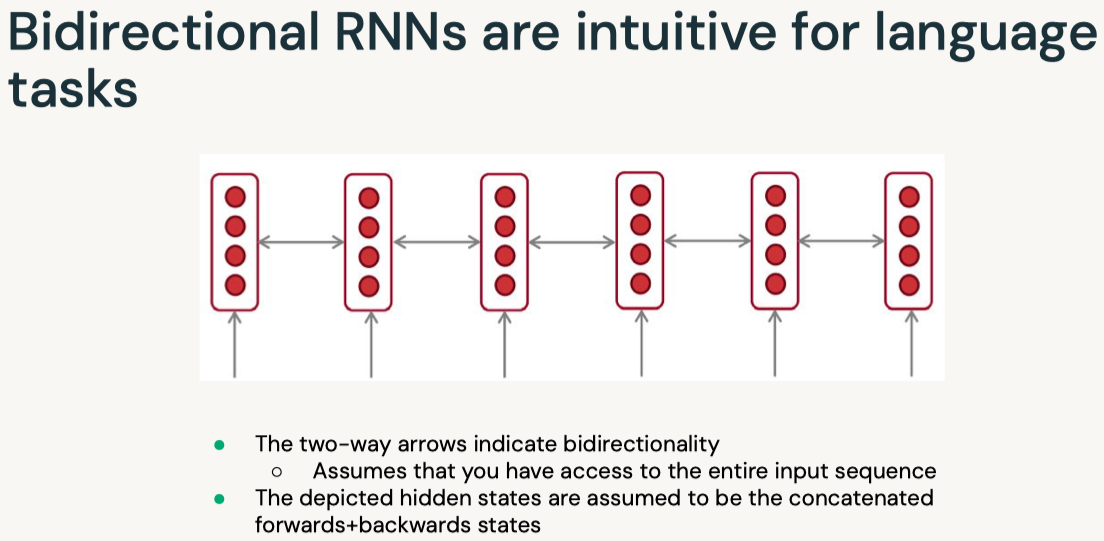 Bidirectional RNNs are intuitive for language
tasks
● The two-way arrows indicate bidirectionality
○ Assumes that you have access to the entire input sequence
● The depicted hidden states are assumed to be the concatenated
forwards+backwards states